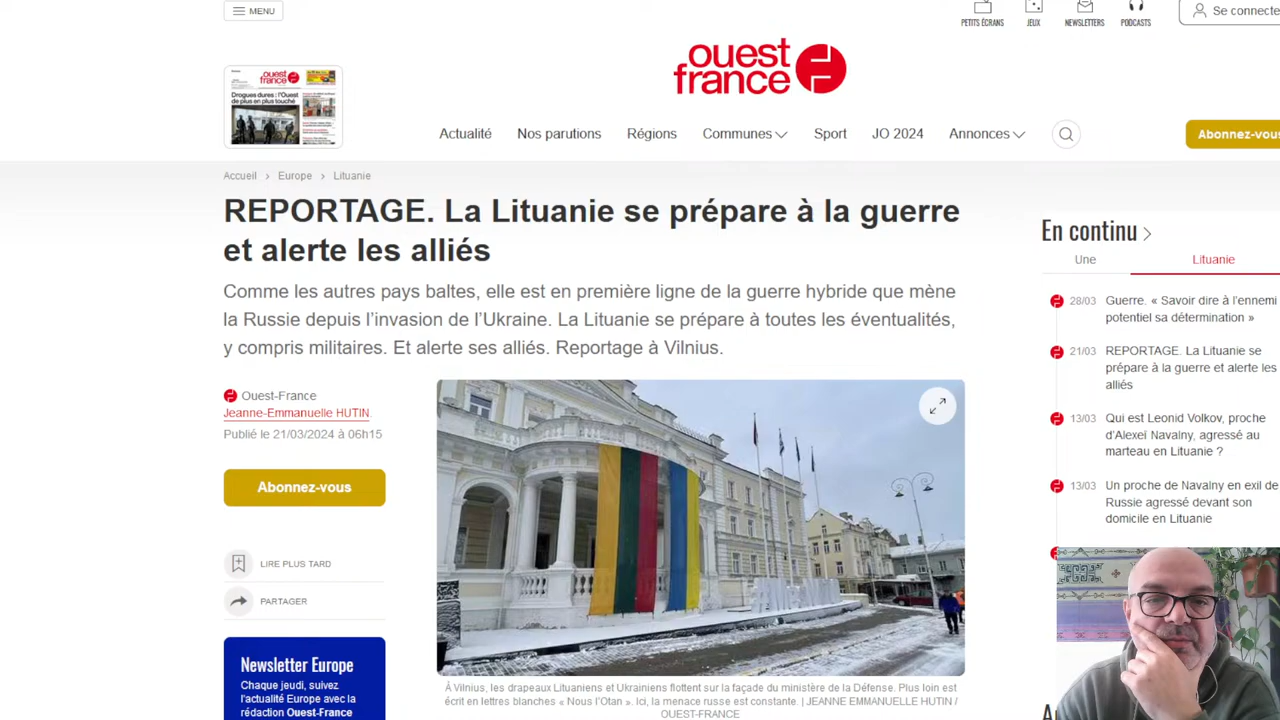 MENU
PETITS ÉCRANS
JEUX
NEWSLETTERS
PODCASTS
Se connecte
ouest
france
ouest
france
Drogues dures : l'Ouest
de plus en plus touché
Actualité
Nos parutions
Régions
Communes
Sport
JO 2024
Annonces
Abonnez-vous
Accueil > Europe > Lituanie
REPORTAGE. La Lituanie se prépare à la guerre
et alerte les alliés
Comme les autres pays baltes, elle est en première ligne de la guerre hybride que mène
la Russie depuis l'invasion de l'Ukraine. La Lituanie se prépare à toutes les éventualités,
y compris militaires. Et alerte ses alliés. Reportage à Vilnius.
Ouest-France
Jeanne-Emmanuelle HUTIN.
Publié le 21/03/2024 à 06h15
Abonnez-vous
LIRE PLUS TARD
PARTAGER
Newsletter Europe
Chaque jeudi, suivez
l'actualité Europe avec la
rédaction Ouest-France
À Vilnius, les drapeaux Lituaniens et Ukrainiens flottent sur la façade du ministère de la Défense. Plus loin est
écrit en lettres blanches « Nous l'Otan ». Ici, la menace russe est constante. | JEANNE EMMANUELLE HUTIN /
OUEST-FRANCE
En continu >
Une
Lituanie
28/03 Guerre. « Savoir dire à l'ennemi
potentiel sa détermination »
21/03 REPORTAGE. La Lituanie se
prépare à la guerre et alerte les
alliés
13/03 Qui est Leonid Volkov, proche
d'Alexeï Navalny, agressé au
marteau en Lituanie ?
13/03 Un proche de Navalny en exil de
Russie agressé devant son
domicile en Lituanie